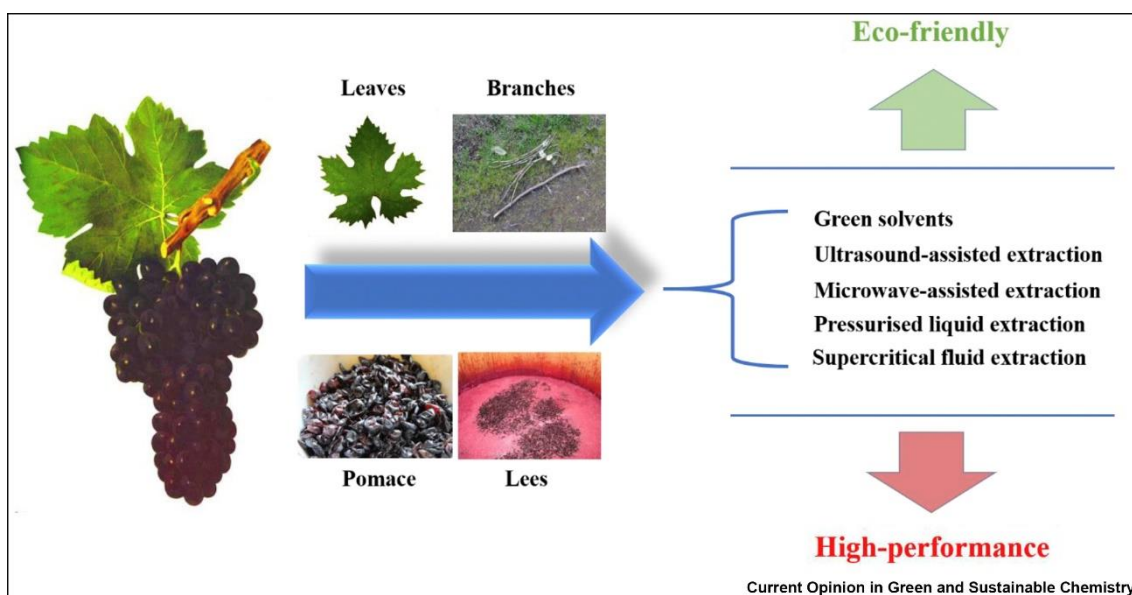 Eco-friendly
Leaves
Branches
Green solvents
Ultrasound-assisted extraction
Microwave-assisted extraction
Pressurised liquid extraction
Supercritical fluid extraction
Pomace
Lees
High-performance
Current Opinion in Green and Sustainable Chemistry